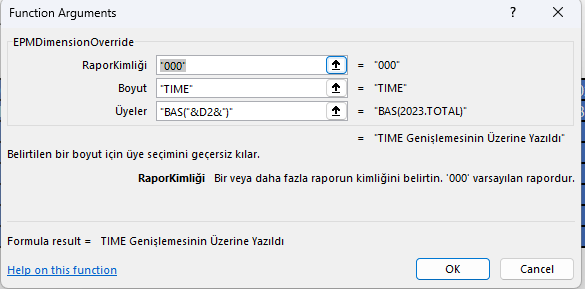 Function Arguments ? ×
EPMDimensionOverride
RaporKimliği "000" = "000"
Boyut "TIME" = "TIME"
Üyeler "BAS("&D2&")" = "BAS(2023.TOTAL)"
= "TIME Genişlemesinin Üzerine Yazıldı"
Belirtilen bir boyut için üye seçimini geçersiz kılar.
RaporKimliği Bir veya daha fazla raporun kimliğini belirtin. '000' varsayılan rapordur.
Formula result = TIME Genişlemesinin Üzerine Yazıldı
Help on this function
OK
Cancel